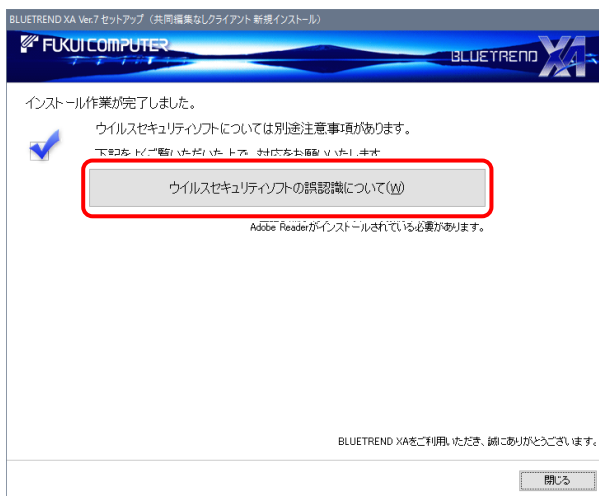 BLUETREND XA Ver.7 セットアップ（共同編集なしクライアント 新規インストール）
FUKUI COMPUTER
BLUETREND XA
インストール作業が完了しました。
ウイルスセキュリティソフトについては別途注意事項があります。
下記をよくご覧いただいた上で、対応をお願いいたします
ウイルスセキュリティソフトの誤認識について(W)
Adobe Readerがインストールされている必要があります。
BLUETREND XAをご利用いただき、誠にありがとうございます。
閉じる